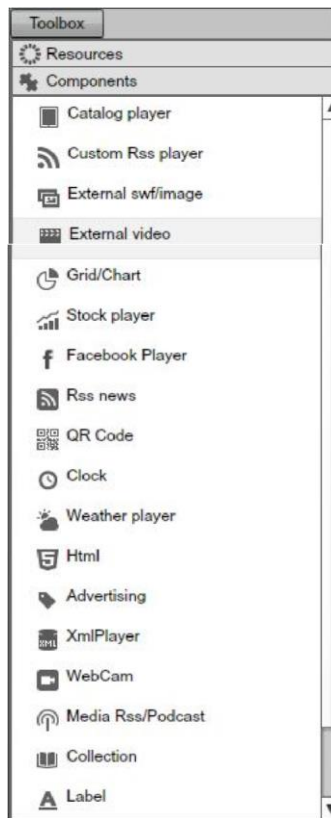 Toolbox
Resources
Components
Catalog player
Custom Rss player
External swf/image
External video
Grid/Chart
Stock player
Facebook Player
Rss news
QR Code
Clock
Weather player
Html
Advertising
XmlPlayer
WebCam
Media Rss/Podcast
Collection
Label